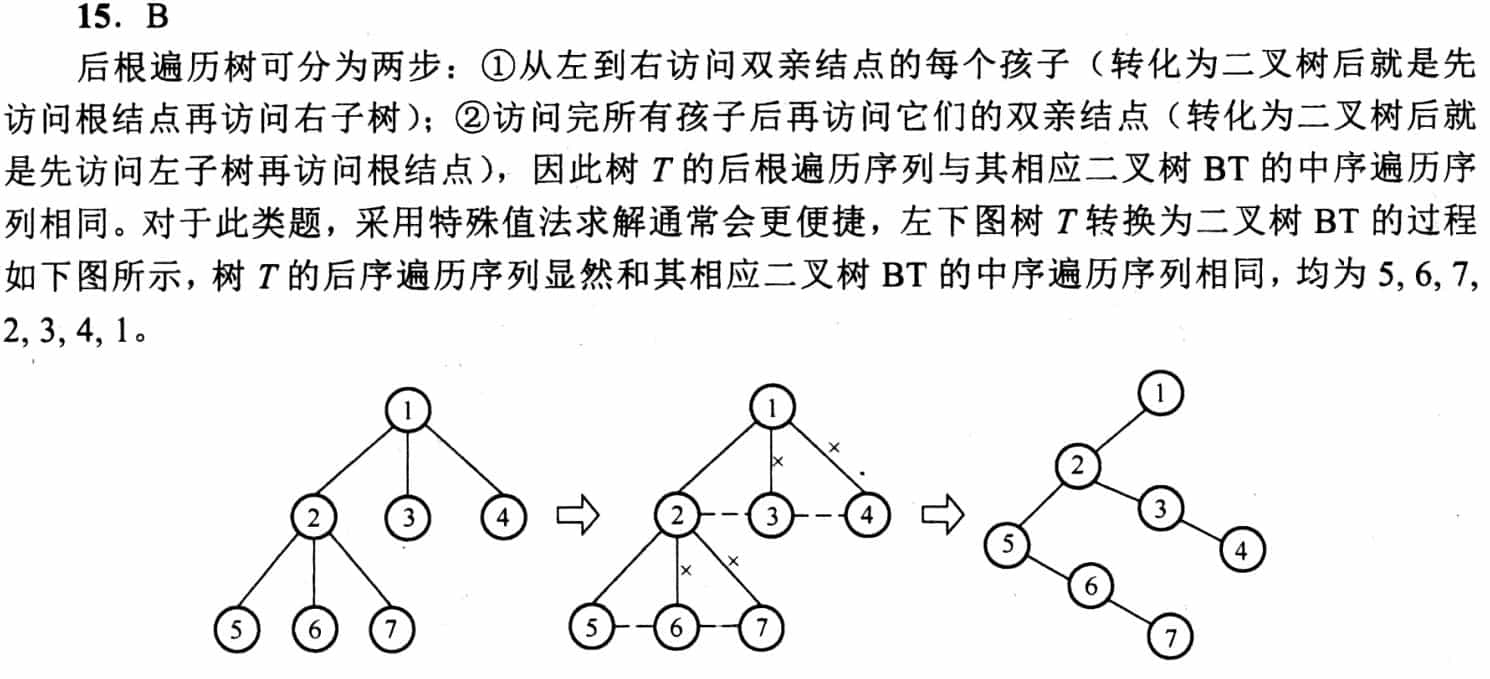 15. B
后根遍历树可分为两步：①从左到右访问双亲结点的每个孩子（转化为二叉树后就是先
访问根结点再访问右子树）；②访问完所有孩子后再访问它们的双亲结点（转化为二叉树后就
是先访问左子树再访问根结点），因此树 T 的后根遍历序列与其相应二叉树 BT 的中序遍历序
列相同。对于此类题，采用特殊值法求解通常会更便捷，左下图树 T 转换为二叉树 BT 的过程
如下图所示，树 T 的后序遍历序列显然和其相应二叉树 BT 的中序遍历序列相同，均为 5, 6, 7,
2, 3, 4, 1。
1
2 3 4
5 6 7
1
× ×
2 3 4
× ×
5 6 7
1
2
3
5 4
6
7